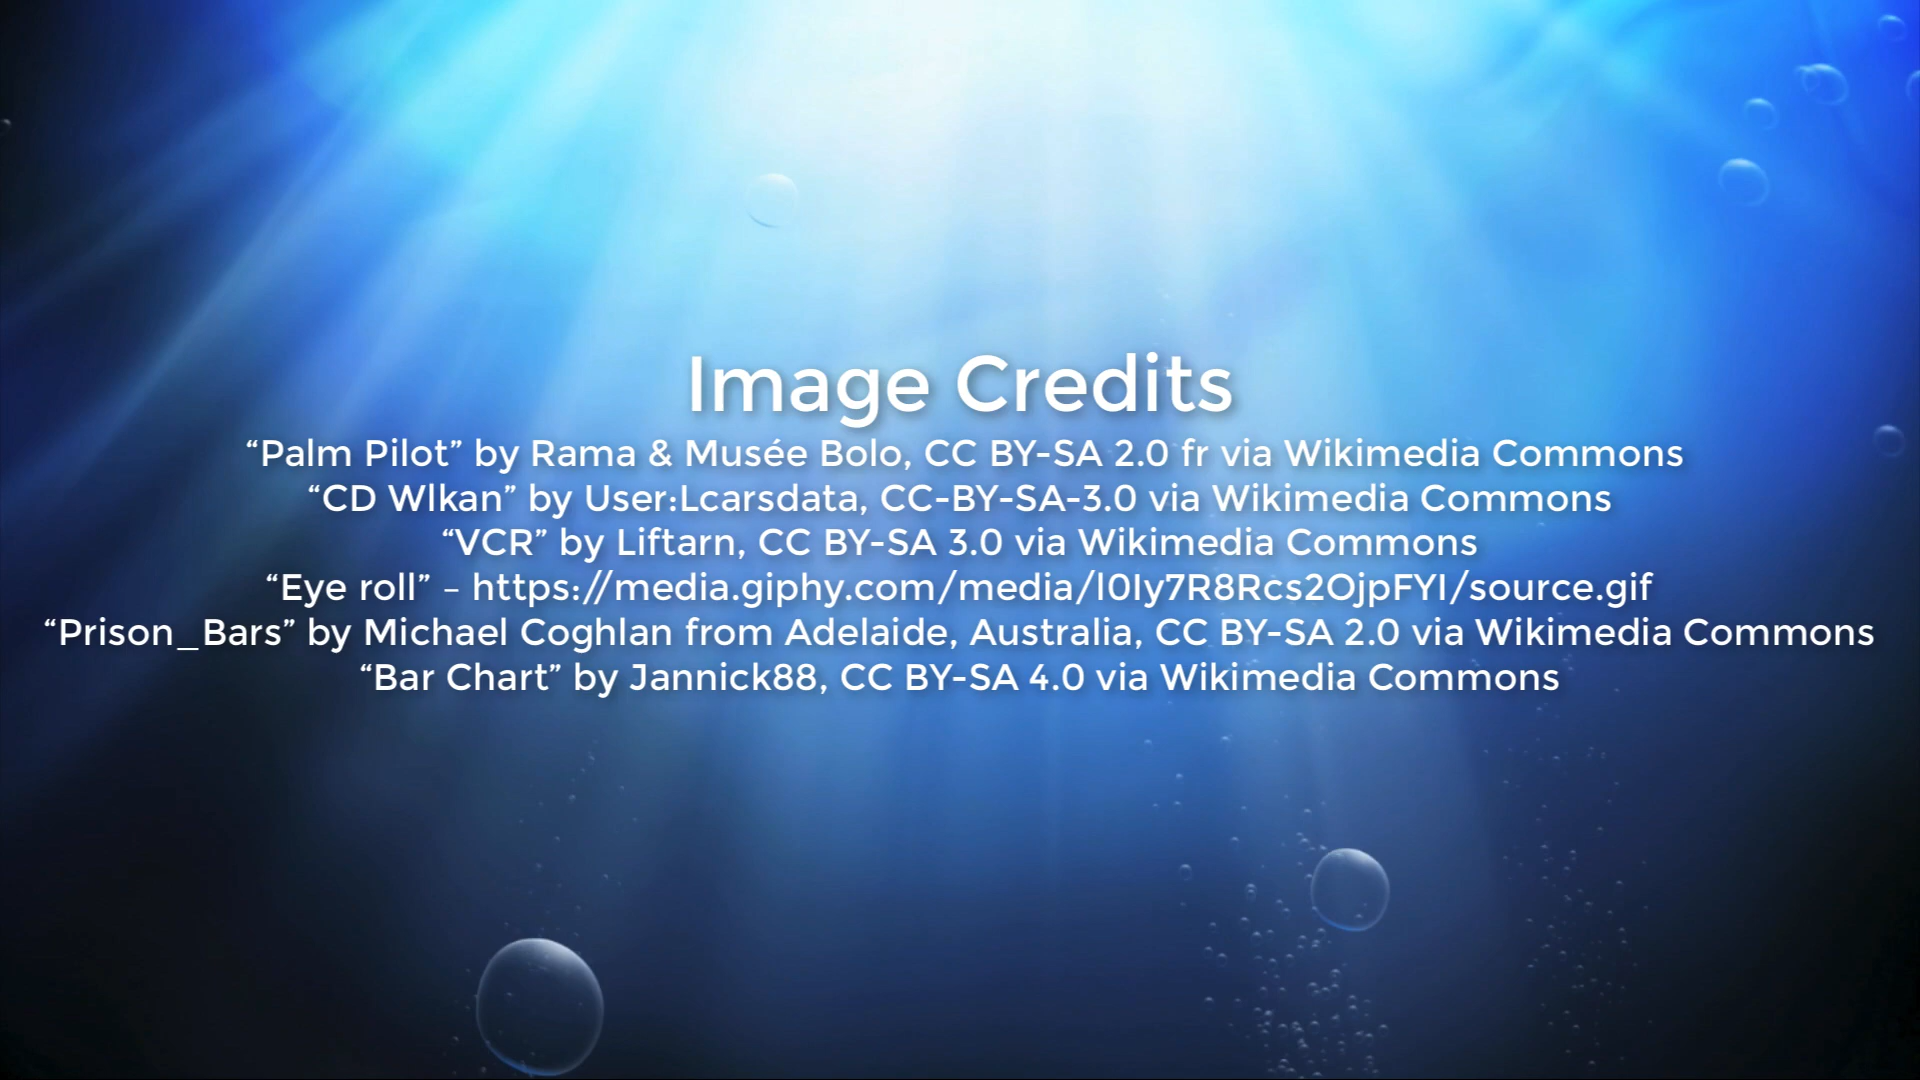 Image Credits
“Palm Pilot” by Rama & Musée Bolo, CC BY-SA 2.0 fr via Wikimedia Commons
“CD Wlkan” by User:Lcarsdata, CC-BY-SA-3.0 via Wikimedia Commons
“VCR” by Liftarn, CC BY-SA 3.0 via Wikimedia Commons
“Eye roll” – https://media.giphy.com/media/l0Iy7R8Rcs2OjpFYI/source.gif
“Prison_Bars” by Michael Coghlan from Adelaide, Australia, CC BY-SA 2.0 via Wikimedia Commons
“Bar Chart” by Jannick88, CC BY-SA 4.0 via Wikimedia Commons